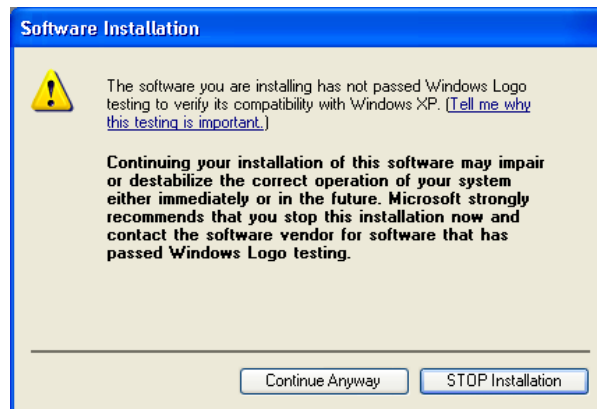 Software Installation
The software you are installing has not passed Windows Logo
testing to verify its compatibility with Windows XP. (Tell me why
this testing is important.)
Continuing your installation of this software may impair
or destabilize the correct operation of your system
either immediately or in the future. Microsoft strongly
recommends that you stop this installation now and
contact the software vendor for software that has
passed Windows Logo testing.
Continue Anyway
STOP Installation